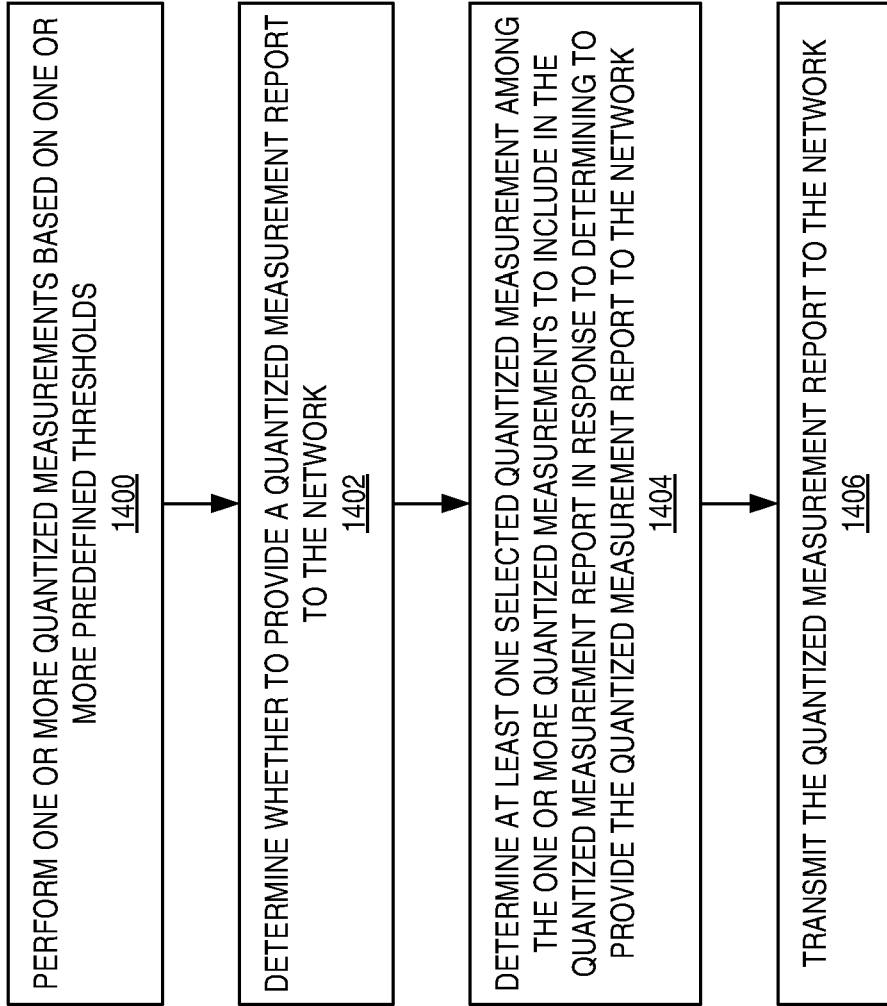 PERFORM ONE OR MORE QUANTIZED MEASUREMENTS BASED ON ONE OR
MORE PREDEFINED THRESHOLDS
1400
DETERMINE WHETHER TO PROVIDE A QUANTIZED MEASUREMENT REPORT
TO THE NETWORK
1402
DETERMINE AT LEAST ONE SELECTED QUANTIZED MEASUREMENT AMONG
THE ONE OR MORE QUANTIZED MEASUREMENTS TO INCLUDE IN THE
QUANTIZED MEASUREMENT REPORT IN RESPONSE TO DETERMINING TO
PROVIDE THE QUANTIZED MEASUREMENT REPORT TO THE NETWORK
1404
TRANSMIT THE QUANTIZED MEASUREMENT REPORT TO THE NETWORK
1406